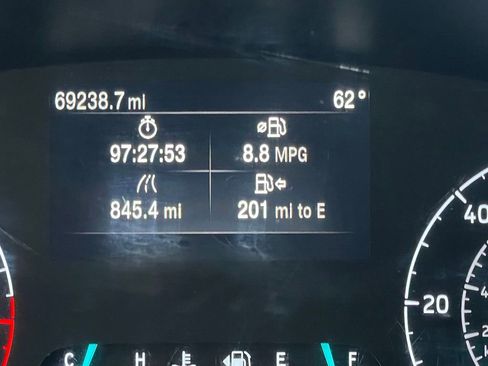 69238.7 mi 62°
97:27:53 8.8 MPG
845.4 mi 201 mi to E
40
20
C H E F